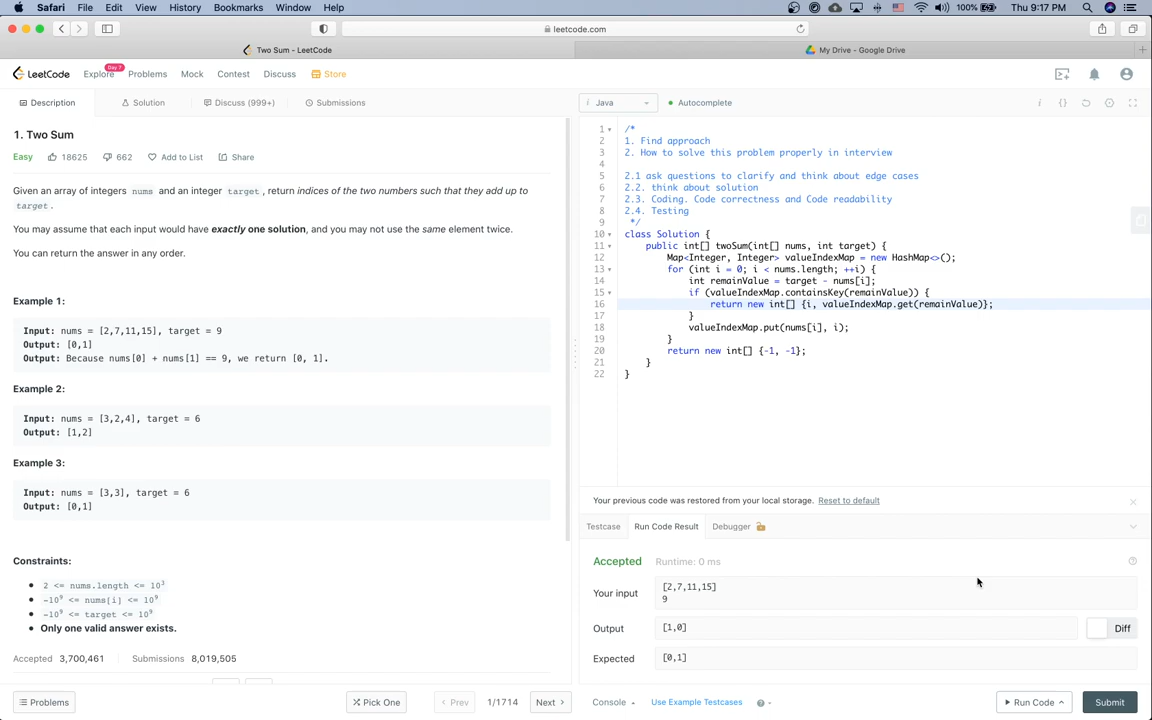 Safari File Edit View History Bookmarks Window Help 100% Thu 9:17 PM
leetcode.com
Two Sum - LeetCode
My Drive - Google Drive
LeetCode Explore Day 7 Problems Mock Contest Discuss Store
Description Solution Discuss (999+) Submissions
i Java Autocomplete
1. Two Sum
Easy 18625 662 Add to List Share
Given an array of integers nums and an integer target, return indices of the two numbers such that they add up to
target.
You may assume that each input would have exactly one solution, and you may not use the same element twice.
You can return the answer in any order.
Example 1:
Input: nums = [2,7,11,15], target = 9
Output: [0,1]
Output: Because nums[0] + nums[1] == 9, we return [0, 1].
Example 2:
Input: nums = [3,2,4], target = 6
Output: [1,2]
Example 3:
Input: nums = [3,3], target = 6
Output: [0,1]
Constraints:
2 <= nums.length <= 10³
-10⁹ <= nums[i] <= 10⁹
-10⁹ <= target <= 10⁹
Only one valid answer exists.
Accepted 3,700,461 Submissions 8,019,505
Problems Pick One Prev 1/1714 Next
1 /*
2 1. Find approach
3 2. How to solve this problem properly in interview
4
5 2.1 ask questions to clarify and think about edge cases
6 2.2. think about solution
7 2.3. Coding. Code correctness and Code readability
8 2.4. Testing
9 */
10 class Solution {
11 public int[] twoSum(int[] nums, int target) {
12 Map<Integer, Integer> valueIndexMap = new HashMap<>();
13 for (int i = 0; i < nums.length; ++i) {
14 int remainValue = target - nums[i];
15 if (valueIndexMap.containsKey(remainValue)) {
16 return new int[] {i, valueIndexMap.get(remainValue)};
17 }
18 valueIndexMap.put(nums[i], i);
19 }
20 return new int[] {-1, -1};
21 }
22 }
Your previous code was restored from your local storage. Reset to default
Testcase Run Code Result Debugger
Accepted Runtime: 0 ms
Your input
[2,7,11,15]
9
Output [1,0] Diff
Expected [0,1]
Console Use Example Testcases Run Code Submit